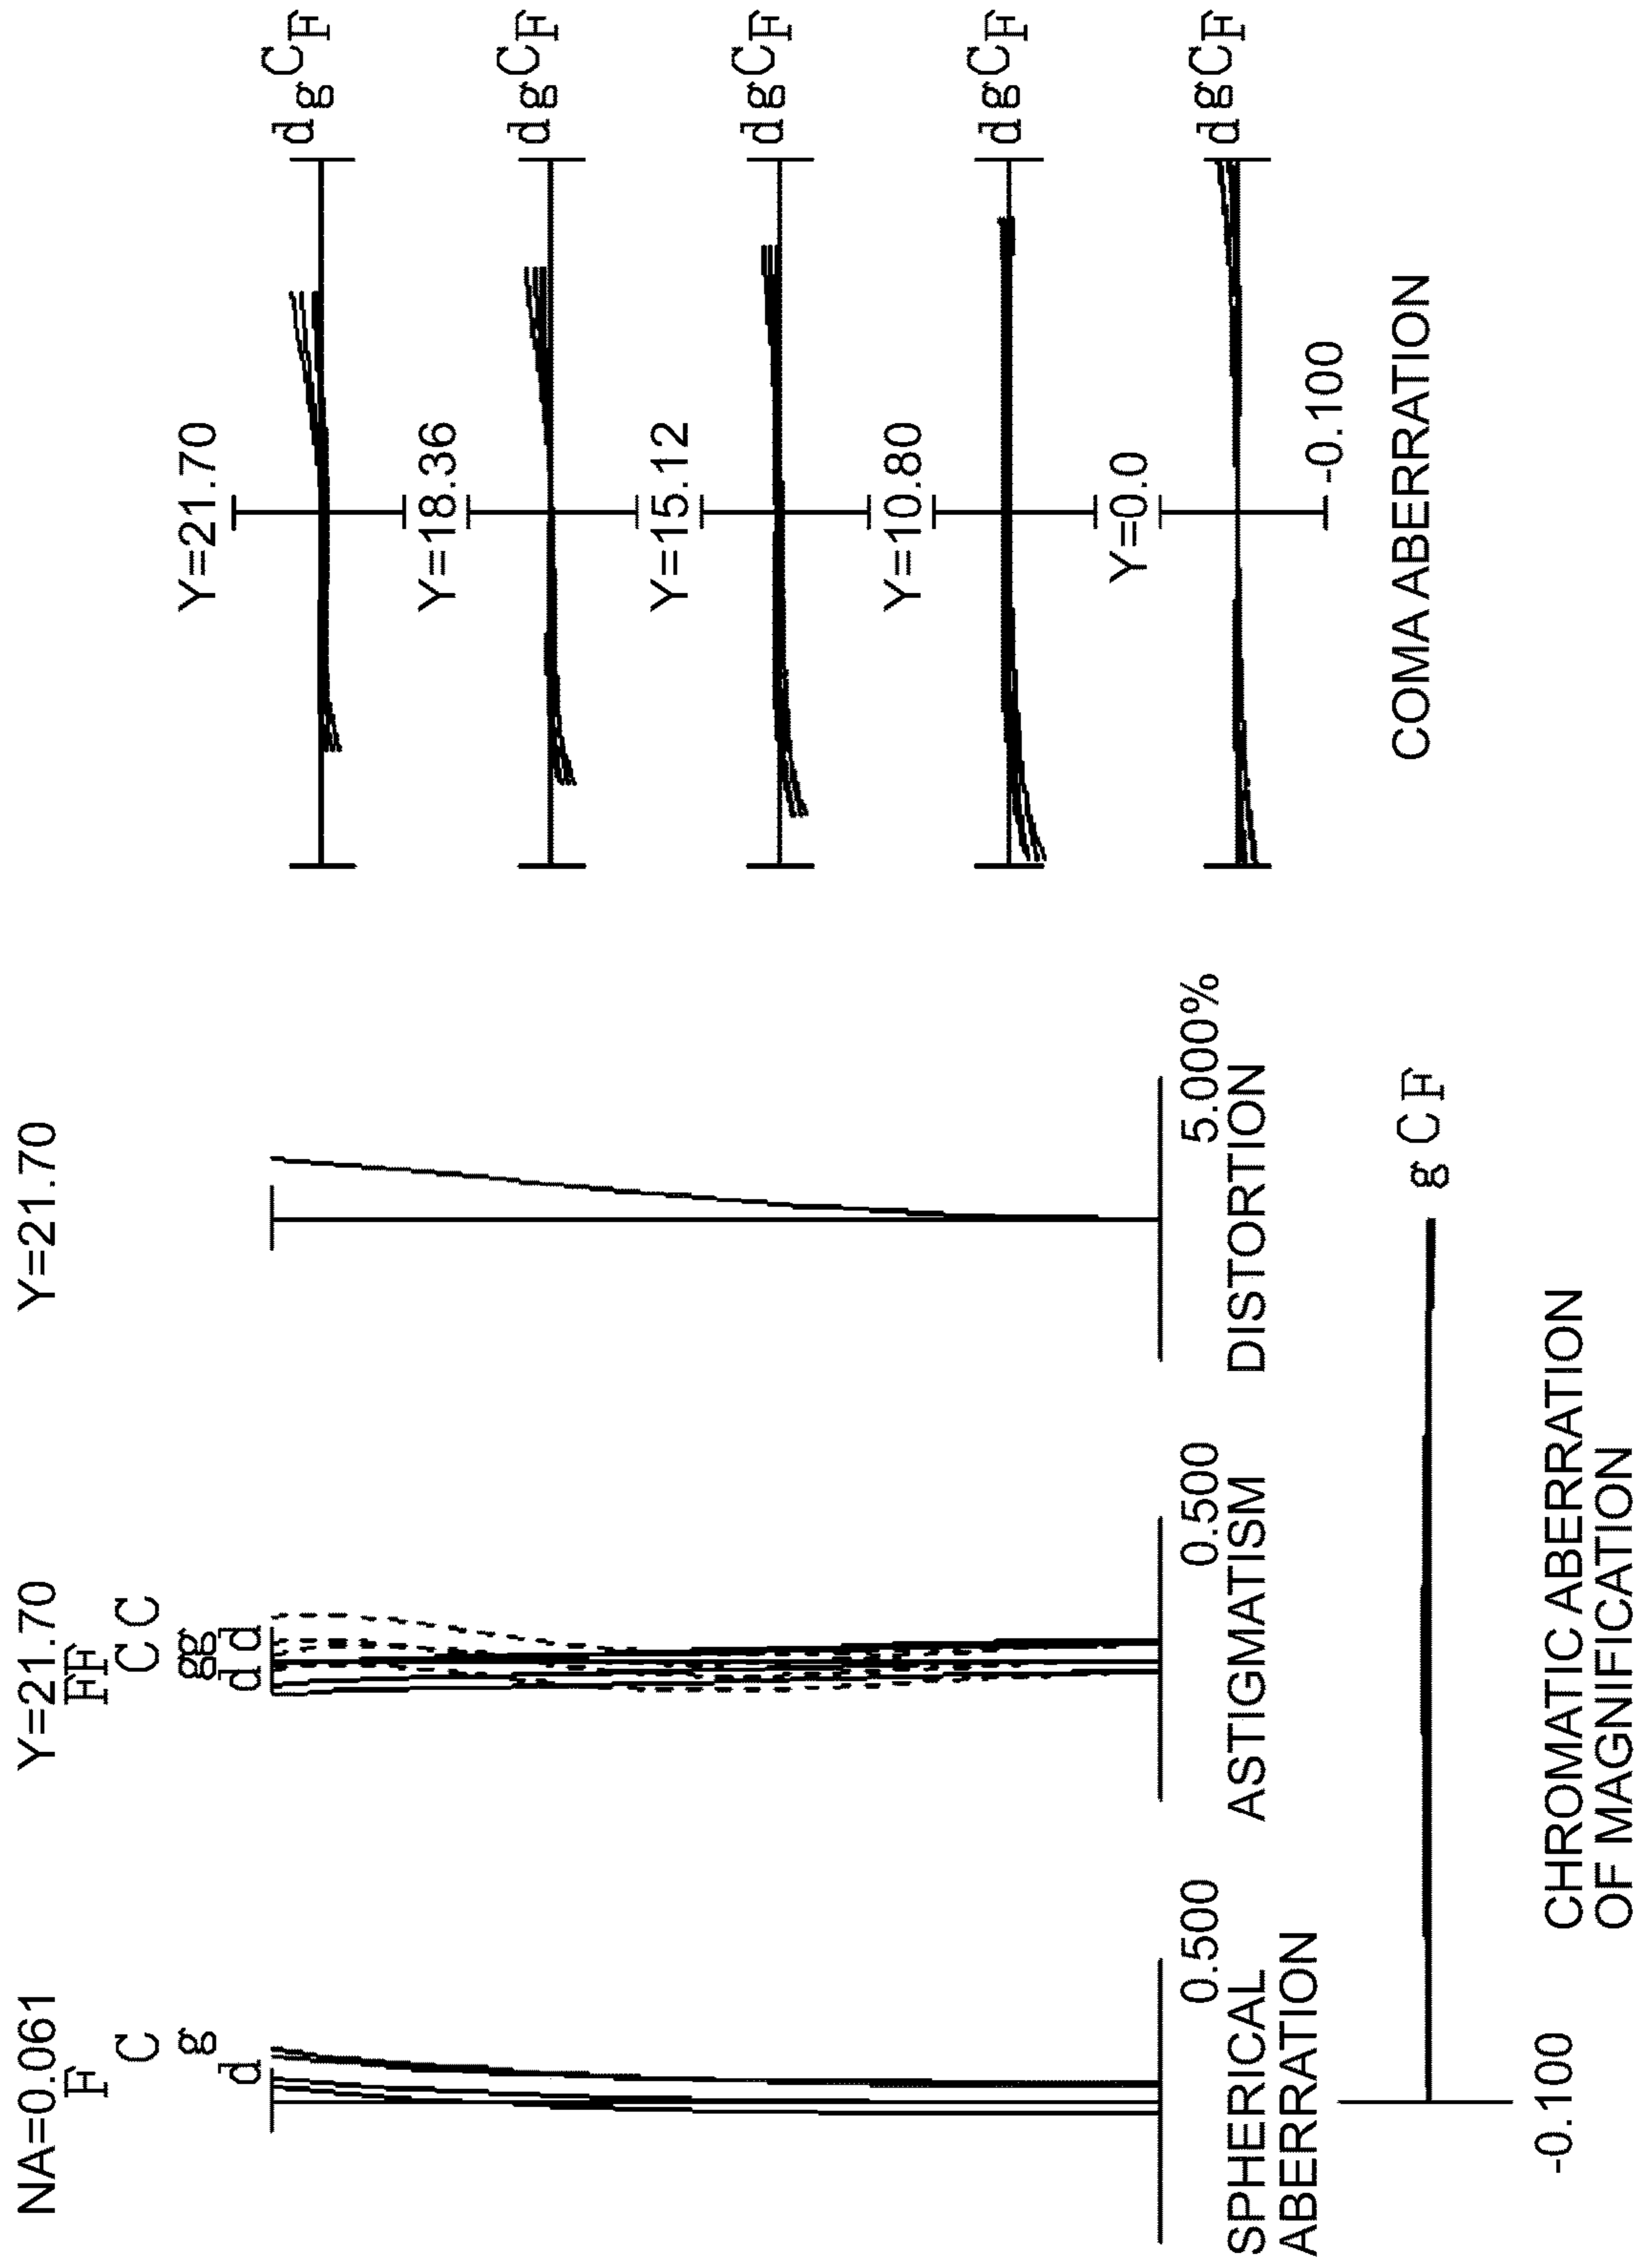 NA=0.061
F
C
g
d
0.500
SPHERICAL
ABERRATION
Y=21.70
FF
C C
g g
d d
0.500
ASTIGMATISM
Y=21.70
5.000%
DISTORTION
-0.100
g C F
CHROMATIC ABERRATION
OF MAGNIFICATION
Y=21.70
d g C F
Y=18.36
d g C F
Y=15.12
d g C F
Y=10.80
d g C F
Y=0.0
d g C F
-0.100
COMA ABERRATION